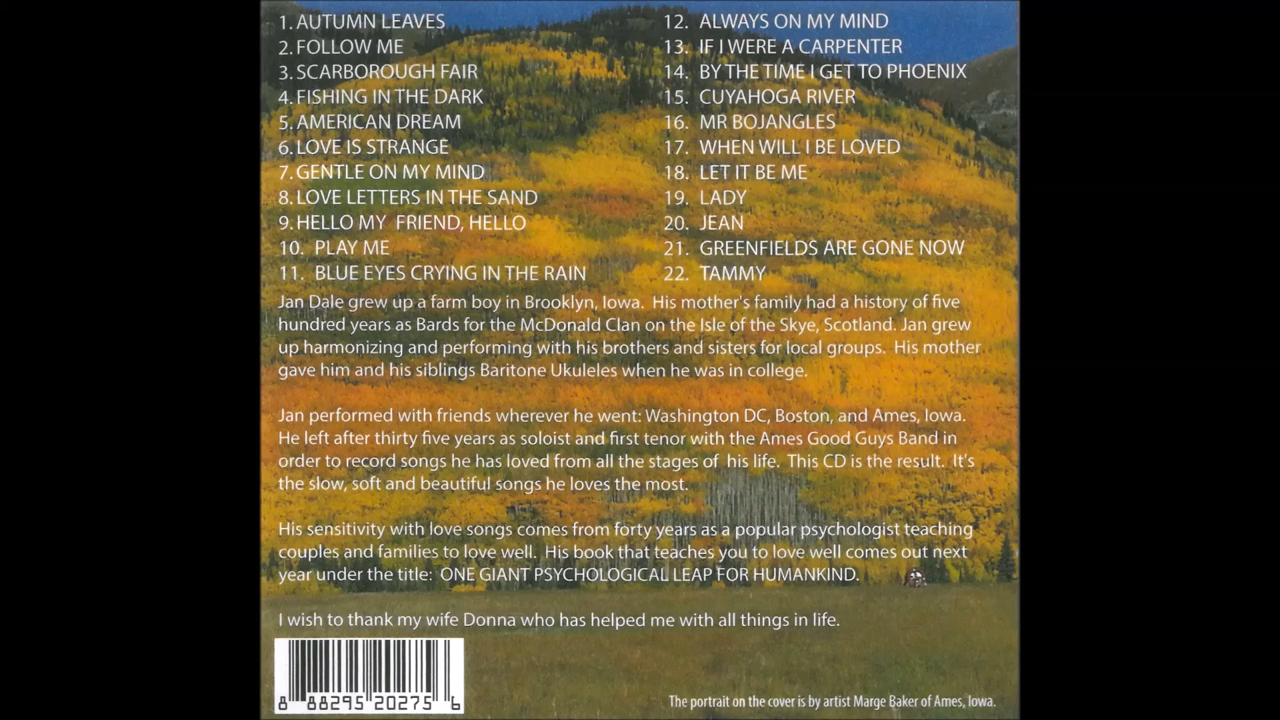 1. AUTUMN LEAVES
2. FOLLOW ME
3. SCARBOROUGH FAIR
4. FISHING IN THE DARK
5. AMERICAN DREAM
6. LOVE IS STRANGE
7. GENTLE ON MY MIND
8. LOVE LETTERS IN THE SAND
9. HELLO MY FRIEND, HELLO
10. PLAY ME
11. BLUE EYES CRYING IN THE RAIN
12. ALWAYS ON MY MIND
13. IF I WERE A CARPENTER
14. BY THE TIME I GET TO PHOENIX
15. CUYAHOGA RIVER
16. MR BOJANGLES
17. WHEN WILL I BE LOVED
18. LET IT BE ME
19. LADY
20. JEAN
21. GREENFIELDS ARE GONE NOW
22. TAMMY
Jan Dale grew up a farm boy in Brooklyn, Iowa. His mother's family had a history of five
hundred years as Bards for the McDonald Clan on the Isle of the Skye, Scotland. Jan grew
up harmonizing and performing with his brothers and sisters for local groups. His mother
gave him and his siblings Baritone Ukuleles when he was in college.
Jan performed with friends wherever he went: Washington DC, Boston, and Ames, Iowa.
He left after thirty five years as soloist and first tenor with the Ames Good Guys Band in
order to record songs he has loved from all the stages of his life. This CD is the result. It's
the slow, soft and beautiful songs he loves the most.
His sensitivity with love songs comes from forty years as a popular psychologist teaching
couples and families to love well. His book that teaches you to love well comes out next
year under the title: ONE GIANT PSYCHOLOGICAL LEAP FOR HUMANKIND.
I wish to thank my wife Donna who has helped me with all things in life.
8 88295 20275 6
The portrait on the cover is by artist Marge Baker of Ames, Iowa.